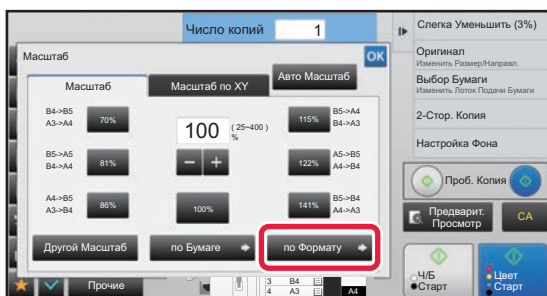 Число копий 1
Масштаб
OK
Масштаб
Масштаб по XY
Авто Масштаб
B4->B5
A3->A4
70%
100
( 25~400 )
%
115%
B5->A4
B4->A3
B5->A5
B4->A4
81%
122%
A5->B5
A4->B4
A4->B5
A3->B4
86%
100%
141%
B5->B4
A4->A3
Другой Масштаб
по Бумаге
по Формату
Прочие
3 B4
4 A3
A4
Слегка Уменьшить (3%)
Оригинал
Изменить Размер/Направл.
Выбор Бумаги
Изменить Лоток Подачи Бумаги
2-Стор. Копия
Настройка Фона
Проб. Копия
Предварит.
Просмотр
CA
Ч/Б
Старт
Цвет
Старт